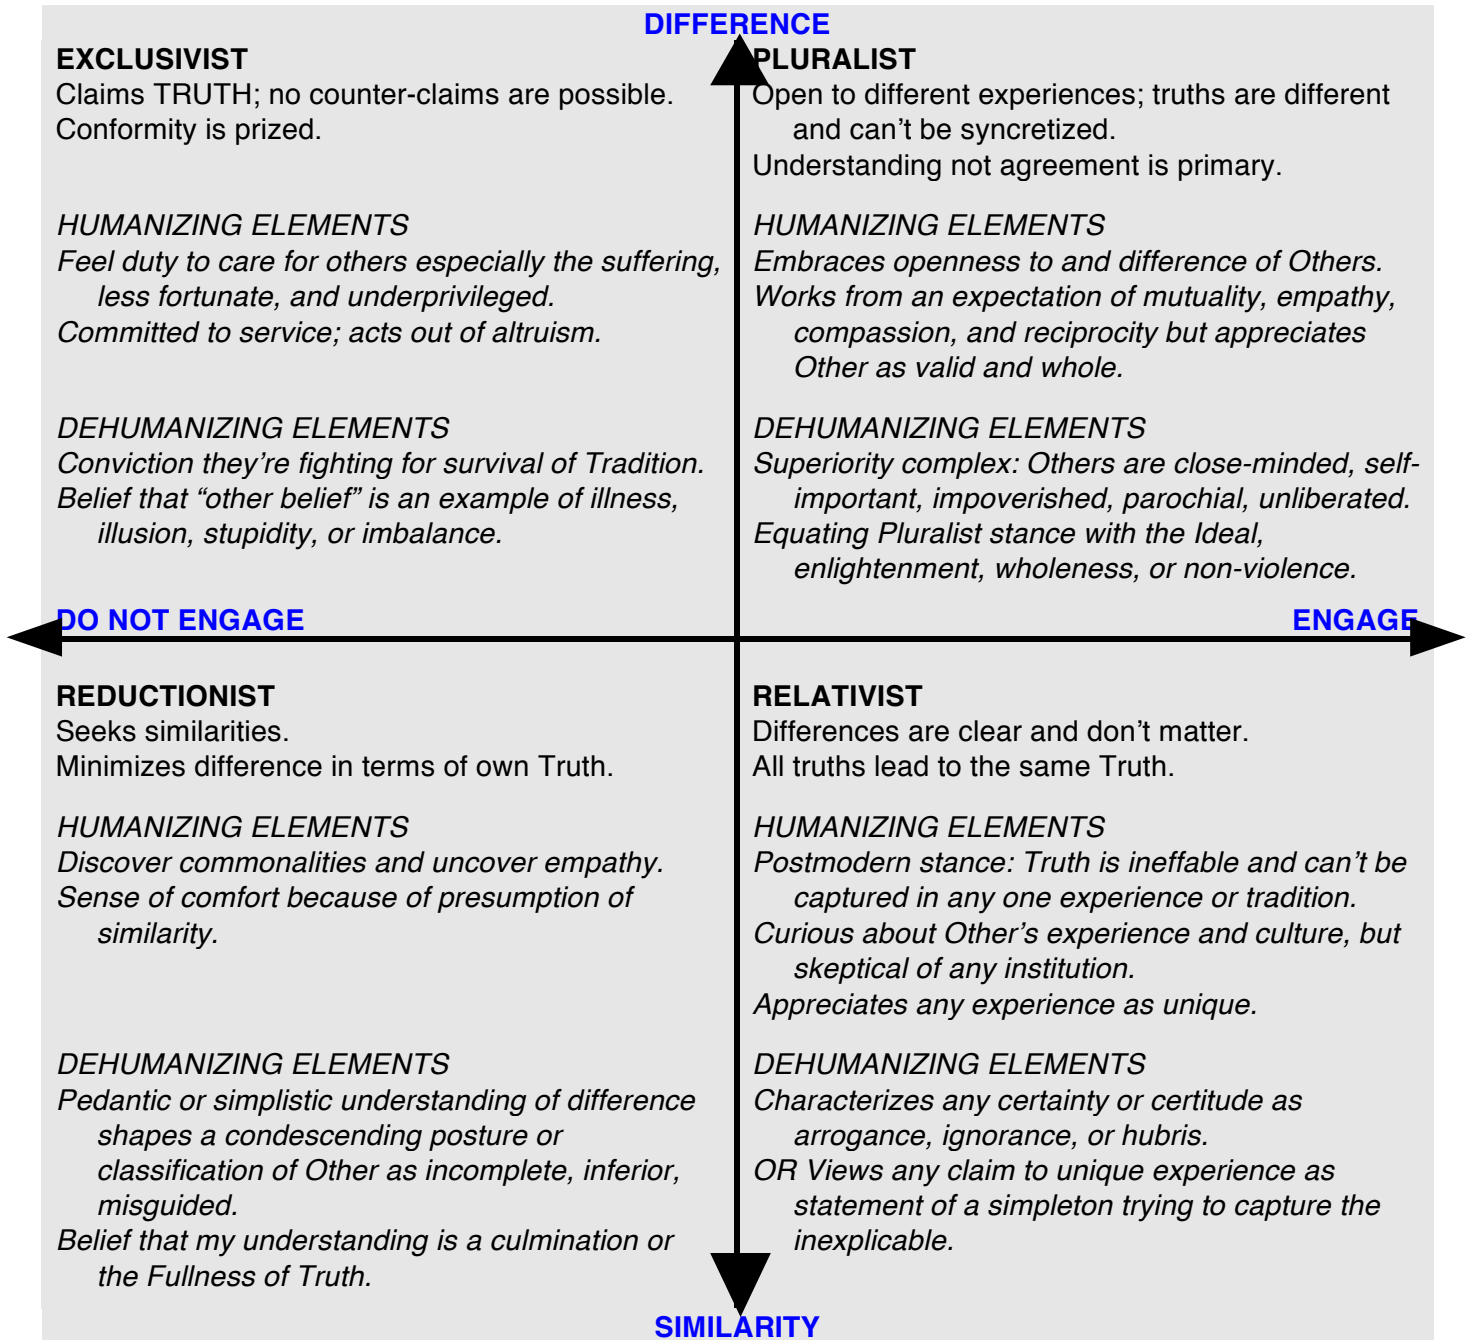 DIFFERENCE
EXCLUSIVIST
Claims TRUTH; no counter-claims are possible.
Conformity is prized.
HUMANIZING ELEMENTS
Feel duty to care for others especially the suffering,
less fortunate, and underprivileged.
Committed to service; acts out of altruism.
DEHUMANIZING ELEMENTS
Conviction they’re fighting for survival of Tradition.
Belief that “other belief” is an example of illness,
illusion, stupidity, or imbalance.
PLURALIST
Open to different experiences; truths are different
and can’t be syncretized.
Understanding not agreement is primary.
HUMANIZING ELEMENTS
Embraces openness to and difference of Others.
Works from an expectation of mutuality, empathy,
compassion, and reciprocity but appreciates
Other as valid and whole.
DEHUMANIZING ELEMENTS
Superiority complex: Others are close-minded, self-
important, impoverished, parochial, unliberated.
Equating Pluralist stance with the Ideal,
enlightenment, wholeness, or non-violence.
DO NOT ENGAGE
ENGAGE
REDUCTIONIST
Seeks similarities.
Minimizes difference in terms of own Truth.
HUMANIZING ELEMENTS
Discover commonalities and uncover empathy.
Sense of comfort because of presumption of
similarity.
DEHUMANIZING ELEMENTS
Pedantic or simplistic understanding of difference
shapes a condescending posture or
classification of Other as incomplete, inferior,
misguided.
Belief that my understanding is a culmination or
the Fullness of Truth.
RELATIVIST
Differences are clear and don’t matter.
All truths lead to the same Truth.
HUMANIZING ELEMENTS
Postmodern stance: Truth is ineffable and can’t be
captured in any one experience or tradition.
Curious about Other’s experience and culture, but
skeptical of any institution.
Appreciates any experience as unique.
DEHUMANIZING ELEMENTS
Characterizes any certainty or certitude as
arrogance, ignorance, or hubris.
OR Views any claim to unique experience as
statement of a simpleton trying to capture the
inexplicable.
SIMILARITY